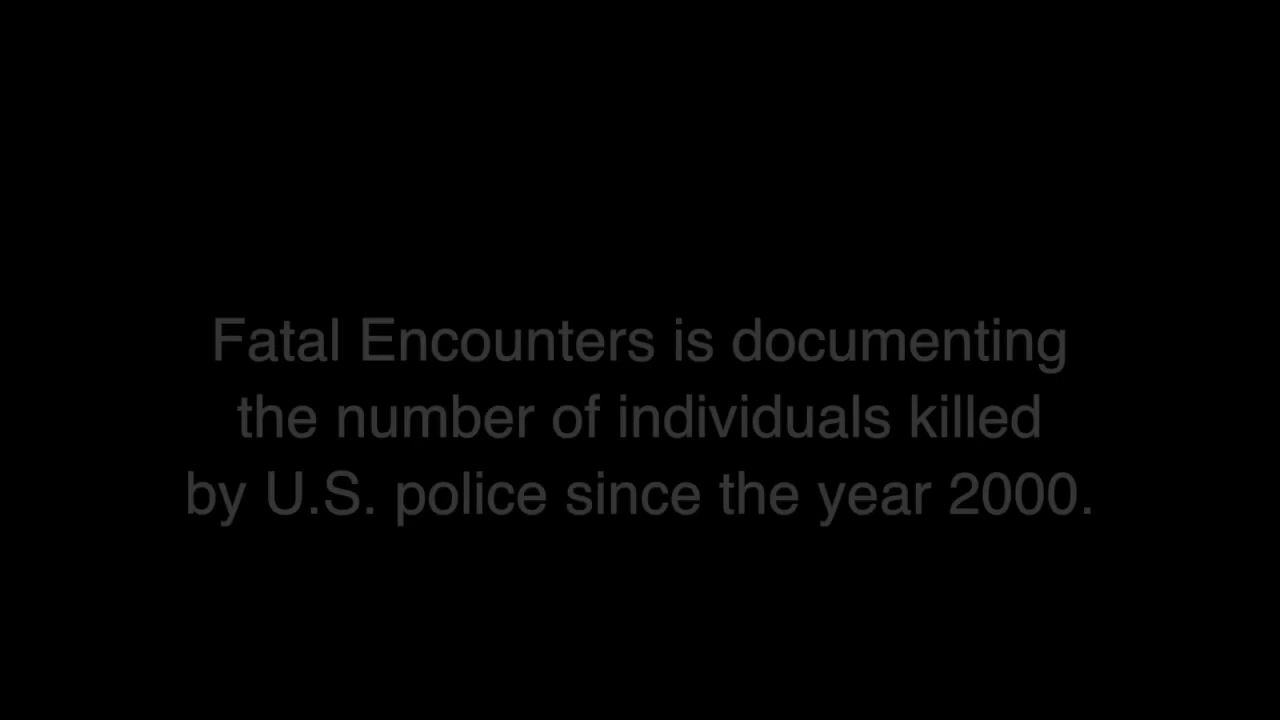 Fatal Encounters is documenting
the number of individuals killed
by U.S. police since the year 2000.